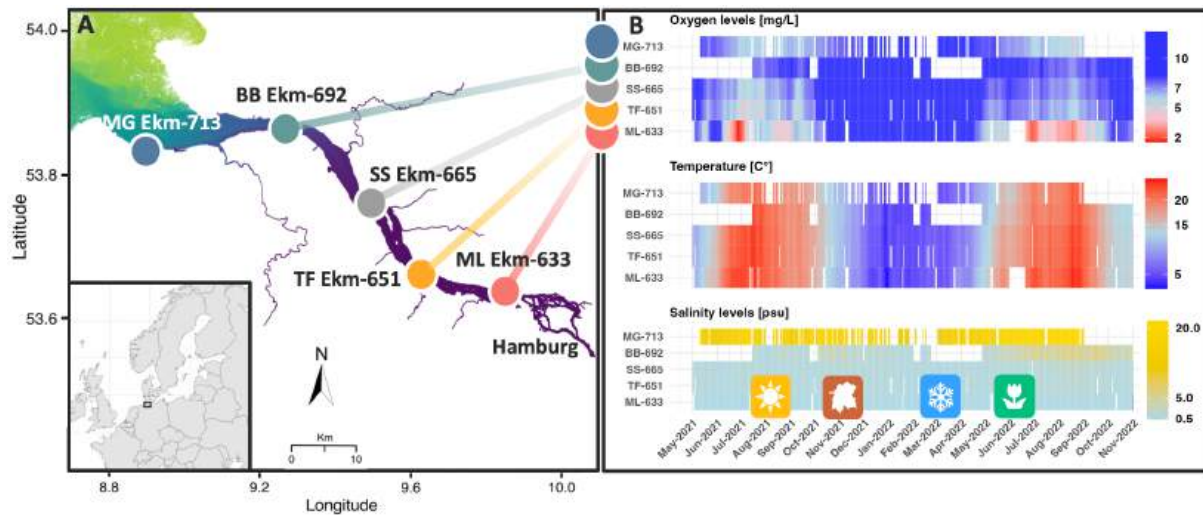 A
54.0
53.8
53.6
Latitude
MG Ekm-713
BB Ekm-692
SS Ekm-665
TF Ekm-651
ML Ekm-633
Hamburg
N
Km
0 10
8.8 9.2 9.6 10.0
Longitude
B
Oxygen levels [mg/L]
MG-713
BB-692
SS-665
TF-651
ML-633
10
7
5
2
Temperature [C°]
MG-713
BB-692
SS-665
TF-651
ML-633
20
15
5
2
Salinity levels [psu]
MG-713
BB-692
SS-665
TF-651
ML-633
20.0
5.0
0.5
May-2021
Jun-2021
Jul-2021
Aug-2021
Sep-2021
Oct-2021
Nov-2021
Dec-2021
Jan-2022
Feb-2022
Mar-2022
Apr-2022
May-2022
Jun-2022
Jul-2022
Aug-2022
Sep-2022
Oct-2022
Nov-2022